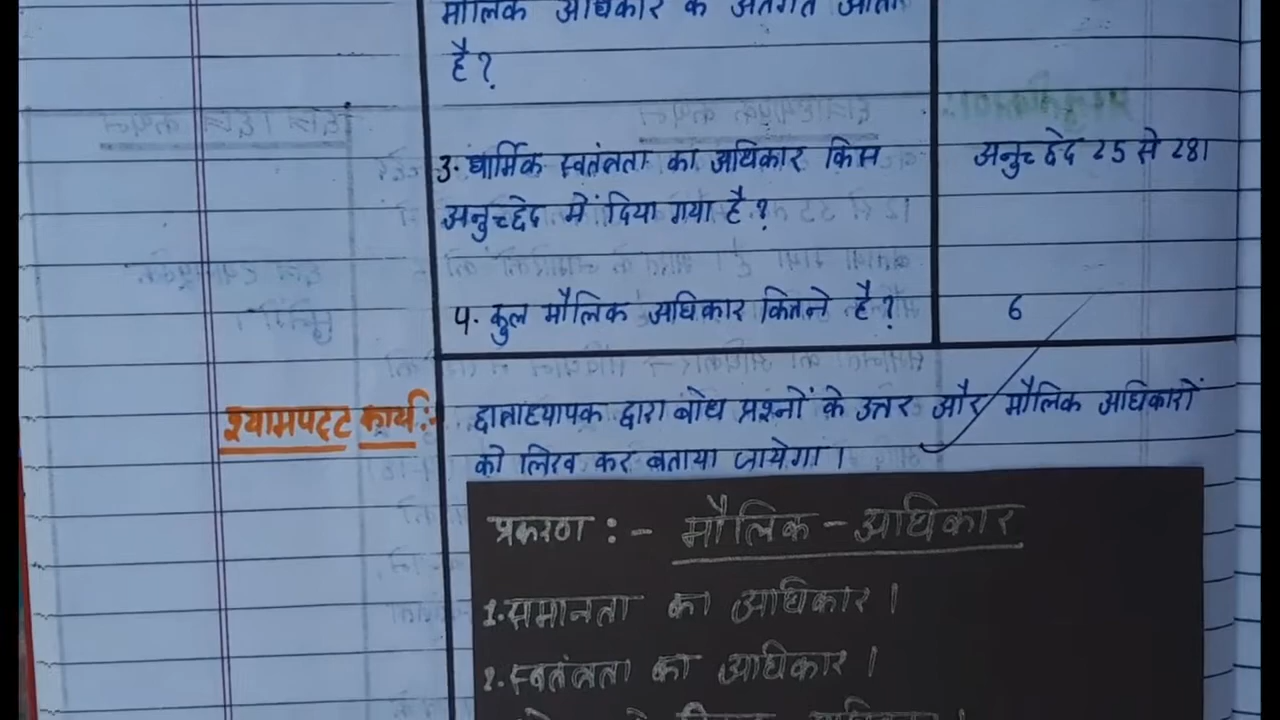 मौलिक अधिकार के अंतर्गत आता
है?
3. धार्मिक स्वतंत्रता का अधिकार किस
अनुच्छेद में दिया गया है?
अनुच्छेद 25 से 28।
4. कुल मौलिक अधिकार कितने है?
6
श्यामपट्ट कार्य:-
छात्राध्यापक द्वारा बोध प्रश्नों के उत्तर और मौलिक अधिकारों
को लिख कर बताया जायेगा।
प्रकरण :- मौलिक - अधिकार
1. समानता का अधिकार।
2. स्वतंत्रता का अधिकार।